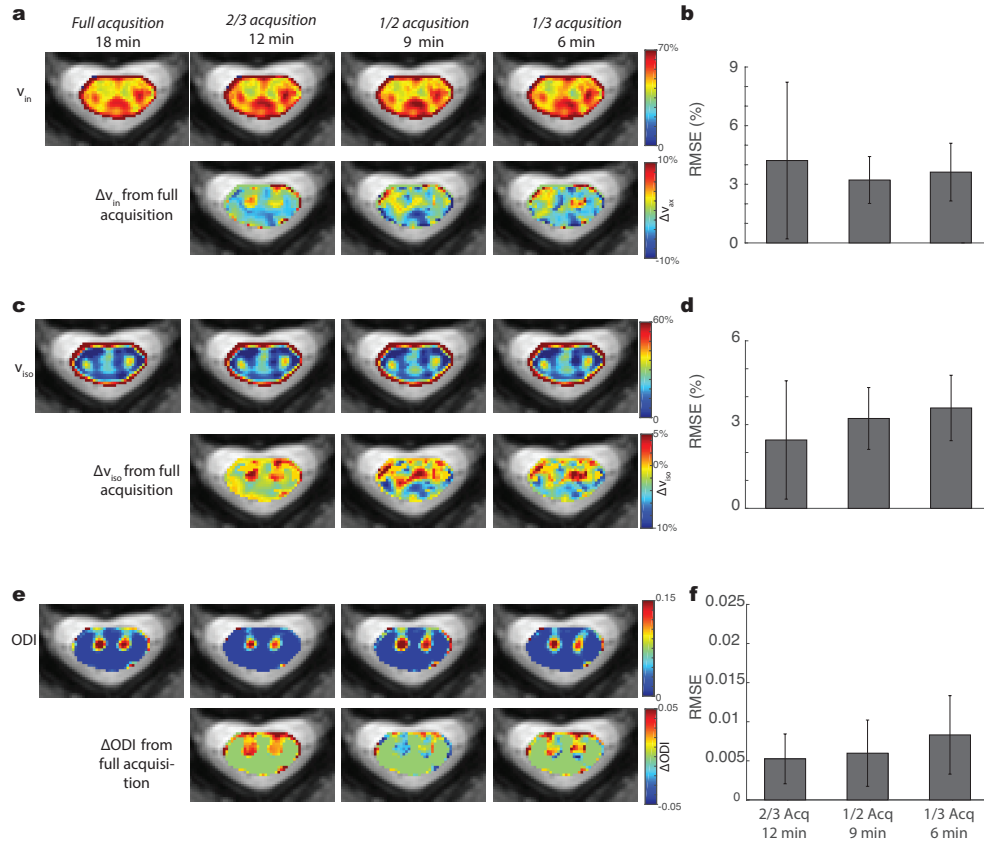 a
Full acqusition
18 min
2/3 acqusition
12 min
1/2 acqusition
9 min
1/3 acqusition
6 min
v_in
70%
0
Δv_in from full
acquisition
10%
Δv_ax
-10%
b
9
6
3
0
RMSE (%)
c
v_iso
60%
0
Δv_iso from full
acquisition
5%
0%
Δv_iso
10%
d
6
3
0
RMSE (%)
e
ODI
0.15
0
ΔODI from
full acquisi-
tion
0.05
ΔODI
-0.05
f
0.025
0.02
0.015
0.01
0.005
0
RMSE
2/3 Acq
12 min
1/2 Acq
9 min
1/3 Acq
6 min